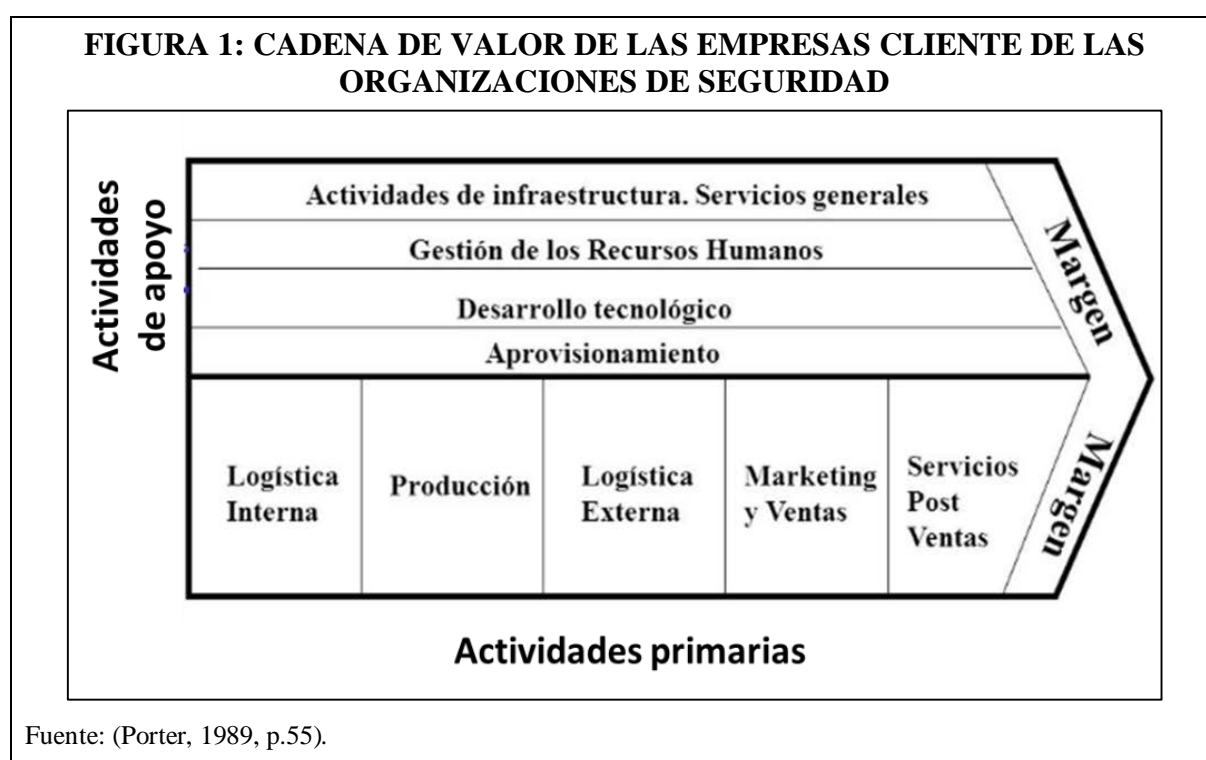 FIGURA 1: CADENA DE VALOR DE LAS EMPRESAS CLIENTE DE LAS
ORGANIZACIONES DE SEGURIDAD
Actividades
de apoyo
Actividades de infraestructura. Servicios generales
Gestión de los Recursos Humanos
Desarrollo tecnológico
Aprovisionamiento
Margen
Logística
Interna
Producción
Logística
Externa
Marketing
y Ventas
Servicios
Post
Ventas
Margen
Actividades primarias
Fuente: (Porter, 1989, p.55).